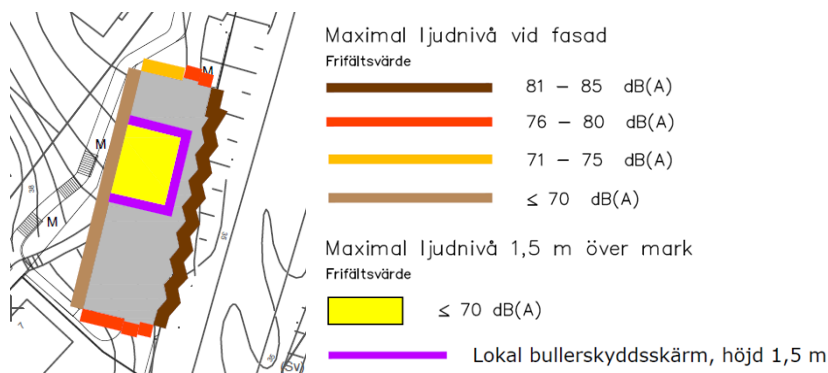 Maximal ljudnivå vid fasad
Frifältsvärde
81 – 85 dB(A)
76 – 80 dB(A)
71 – 75 dB(A)
≤ 70 dB(A)
Maximal ljudnivå 1,5 m över mark
Frifältsvärde
≤ 70 dB(A)
Lokal bullerskyddsskärm, höjd 1,5 m
M
M
M
(Sv)